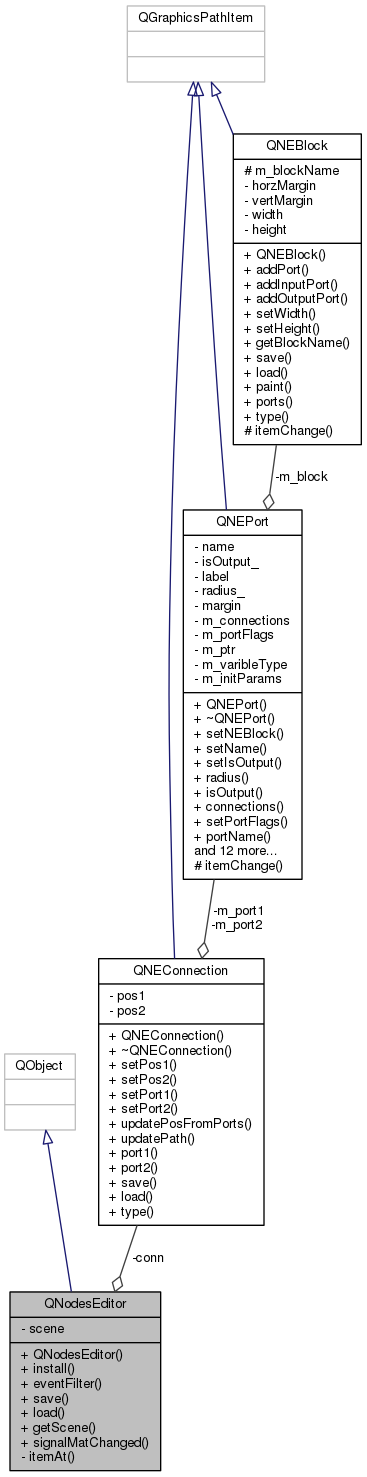 QGraphicsPathItem
QNEBlock
# m_blockName
- horzMargin
- vertMargin
- width
- height
+ QNEBlock()
+ addPort()
+ addInputPort()
+ addOutputPort()
+ setWidth()
+ setHeight()
+ getBlockName()
+ save()
+ load()
+ paint()
+ ports()
+ type()
# itemChange()
-m_block
QNEPort
- name
- isOutput_
- label
- radius_
- margin
- m_connections
- m_portFlags
- m_ptr
- m_varibleType
- m_initParams
+ QNEPort()
+ ~QNEPort()
+ setNEBlock()
+ setName()
+ setIsOutput()
+ radius()
+ isOutput()
+ connections()
+ setPortFlags()
+ portName()
and 12 more...
# itemChange()
-m_port1
-m_port2
QNEConnection
- pos1
- pos2
+ QNEConnection()
+ ~QNEConnection()
+ setPos1()
+ setPos2()
+ setPort1()
+ setPort2()
+ updatePosFromPorts()
+ updatePath()
+ port1()
+ port2()
+ save()
+ load()
+ type()
QObject
-conn
QNodesEditor
- scene
+ QNodesEditor()
+ install()
+ eventFilter()
+ save()
+ load()
+ getScene()
+ signalMatChanged()
- itemAt()